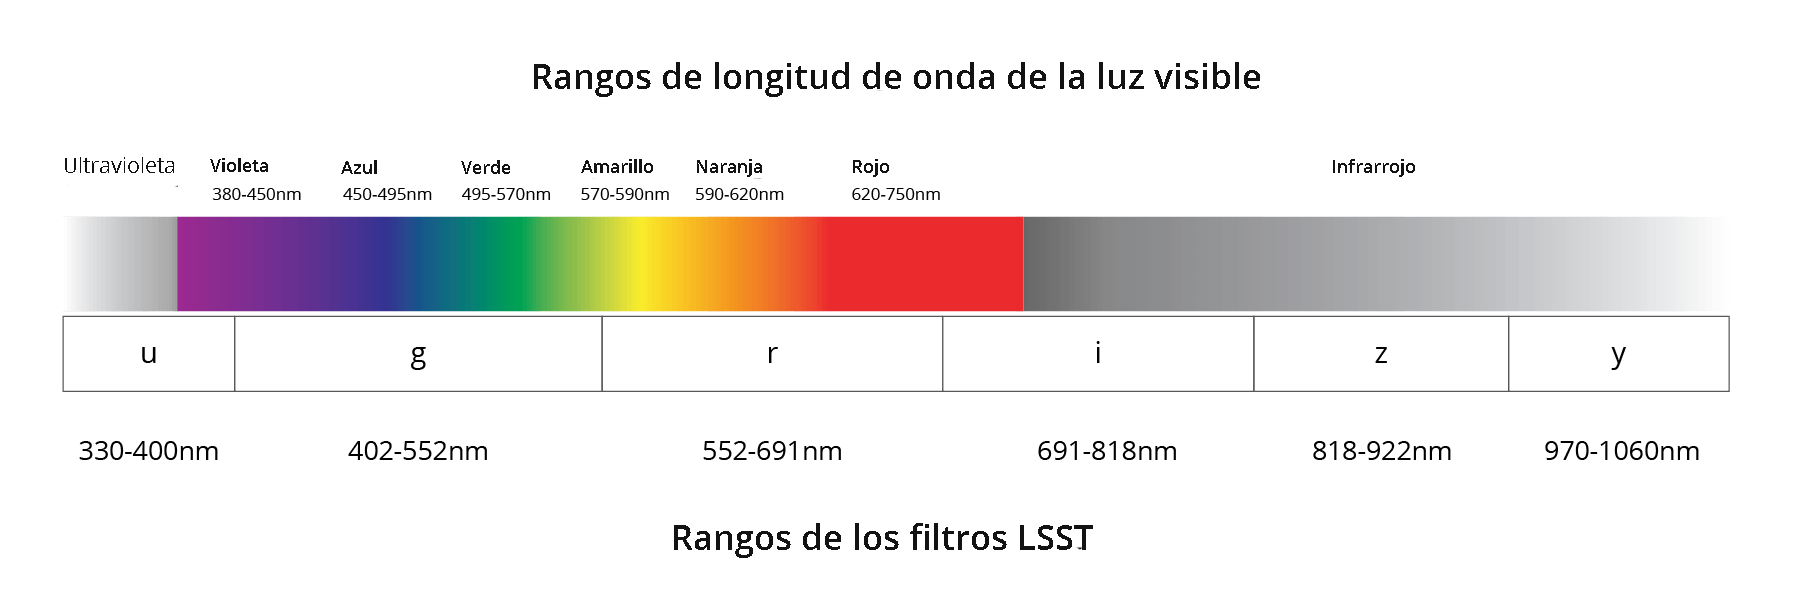 Rangos de longitud de onda de la luz visible
Ultravioleta Violeta Azul Verde Amarillo Naranja Rojo Infrarrojo
380-450nm 450-495nm 495-570nm 570-590nm 590-620nm 620-750nm
u g r i z y
330-400nm 402-552nm 552-691nm 691-818nm 818-922nm 970-1060nm
Rangos de los filtros LSST